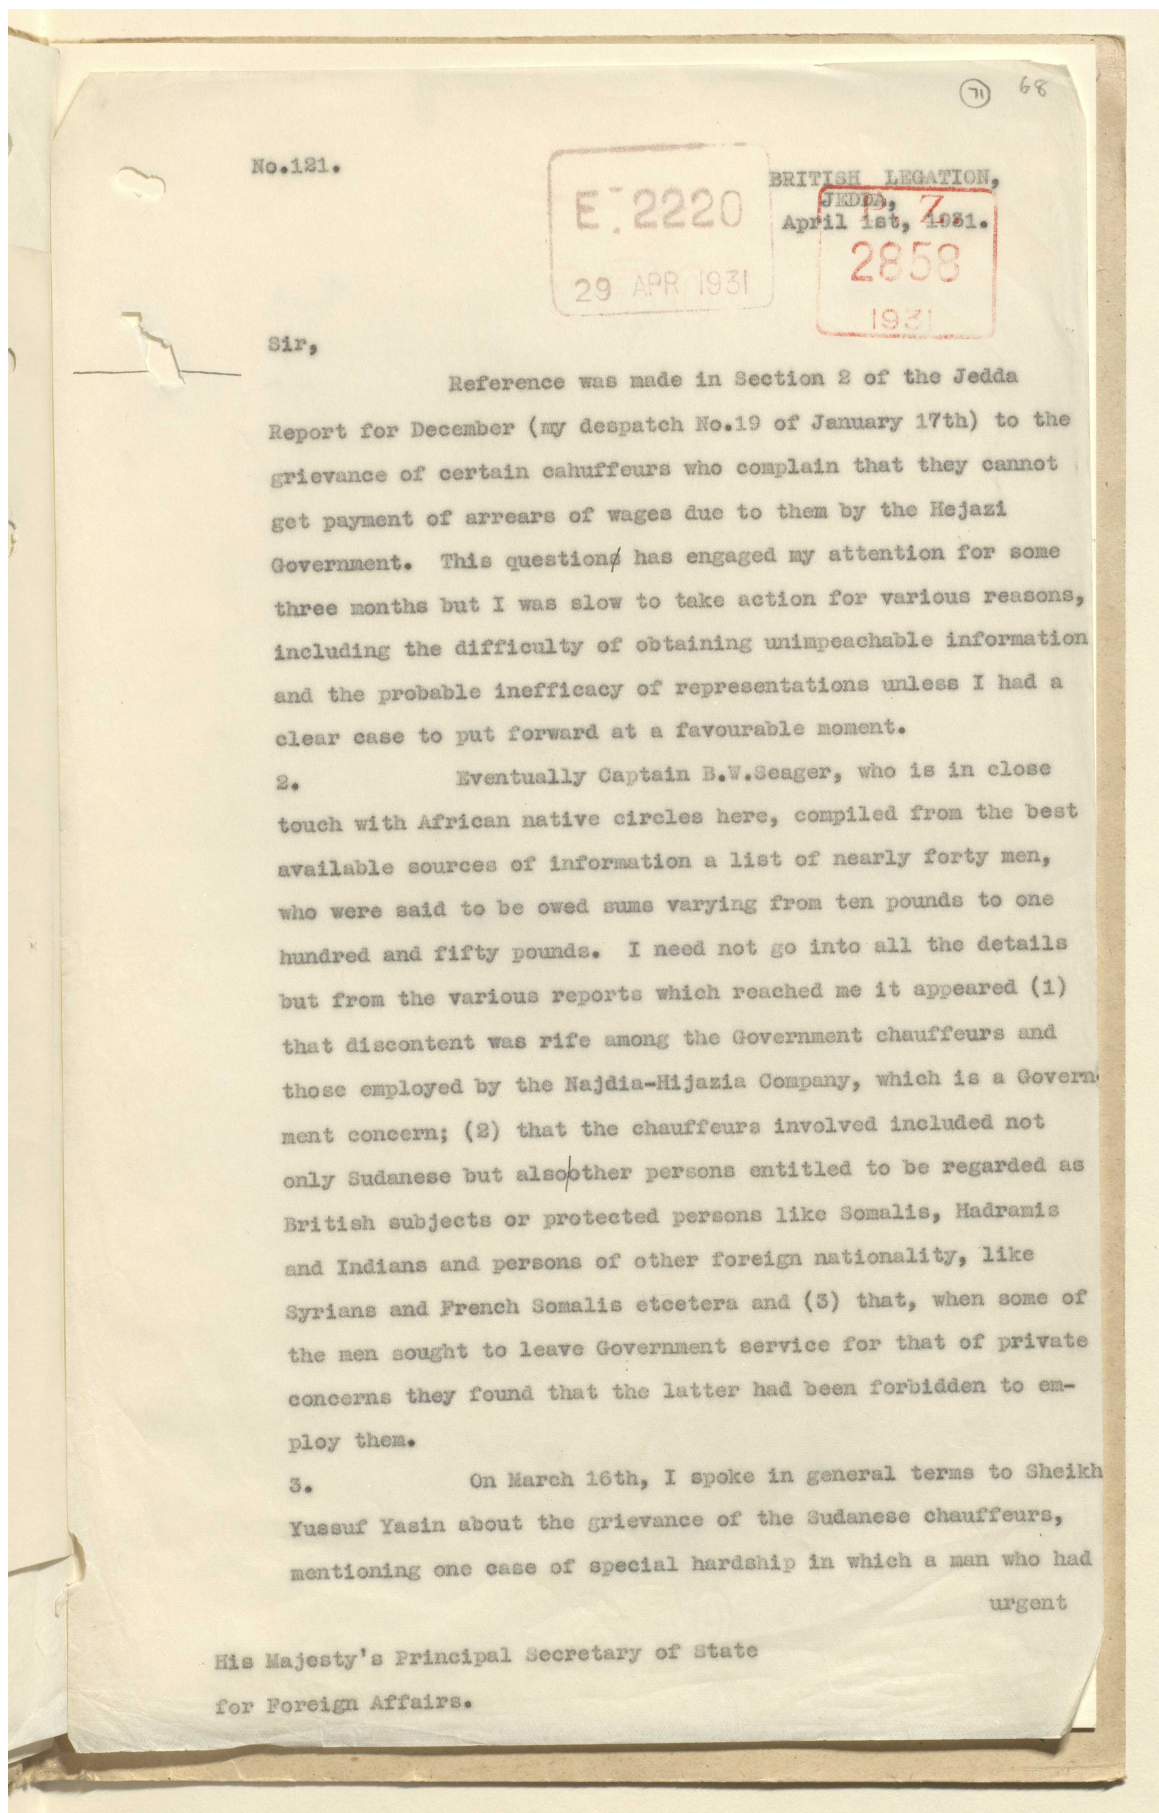 71 68
No.121.
BRITISH LEGATION,
JEDDA,
April 1st, 1931.
E 2220
29 APR 1931
P. Z.
2858
1931
Sir,
Reference was made in Section 2 of the Jedda
Report for December (my despatch No.19 of January 17th) to the
grievance of certain cahuffeurs who complain that they cannot
get payment of arrears of wages due to them by the Hejazi
Government. This questions has engaged my attention for some
three months but I was slow to take action for various reasons,
including the difficulty of obtaining unimpeachable information
and the probable inefficacy of representations unless I had a
clear case to put forward at a favourable moment.
2. Eventually Captain B.W.Seager, who is in close
touch with African native circles here, compiled from the best
available sources of information a list of nearly forty men,
who were said to be owed sums varying from ten pounds to one
hundred and fifty pounds. I need not go into all the details
but from the various reports which reached me it appeared (1)
that discontent was rife among the Government chauffeurs and
those employed by the Najdia-Hijazia Company, which is a Govern-
ment concern; (2) that the chauffeurs involved included not
only Sudanese but also|other persons entitled to be regarded as
British subjects or protected persons like Somalis, Hadramis
and Indians and persons of other foreign nationality, like
Syrians and French Somalis etcetera and (3) that, when some of
the men sought to leave Government service for that of private
concerns they found that the latter had been forbidden to em-
ploy them.
3. On March 16th, I spoke in general terms to Sheikh
Yussuf Yasin about the grievance of the Sudanese chauffeurs,
mentioning one case of special hardship in which a man who had
urgent
His Majesty's Principal Secretary of State
for Foreign Affairs.